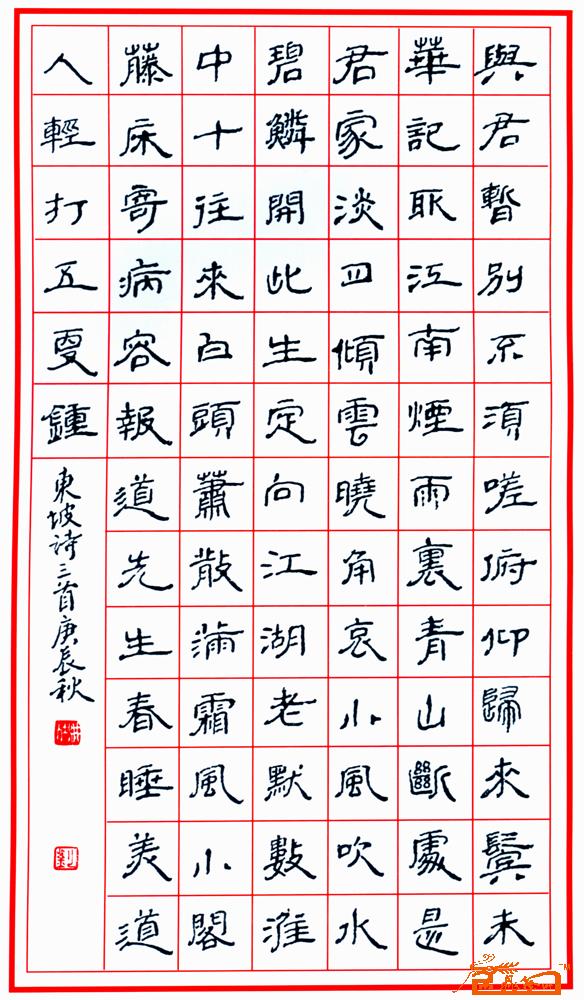 與君暫別不須嗟俯仰歸來鬢未
華記取江南煙雨裏青山斷處是
君家淡月傾雲曉角哀小風吹水
碧鱗開此生定向江湖老默數淮
中十往來白頭蕭散滿霜風小閣
藤床寄病容報道先生春睡美道
人輕打五更鍾
東坡诗三首庚辰秋